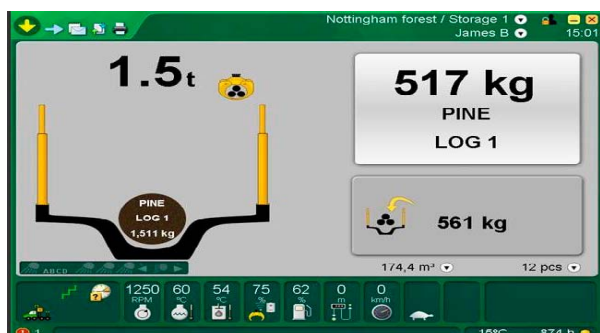 Nottingham forest / Storage 1
James B
15:01
1.5t
517 kg
PINE
LOG 1
PINE
LOG 1
1,511 kg
561 kg
ABCD
174,4 m³
12 pcs
1250 60 54 75 62 0 0
RPM °C °C % % m km/h
1
15°C 874 h